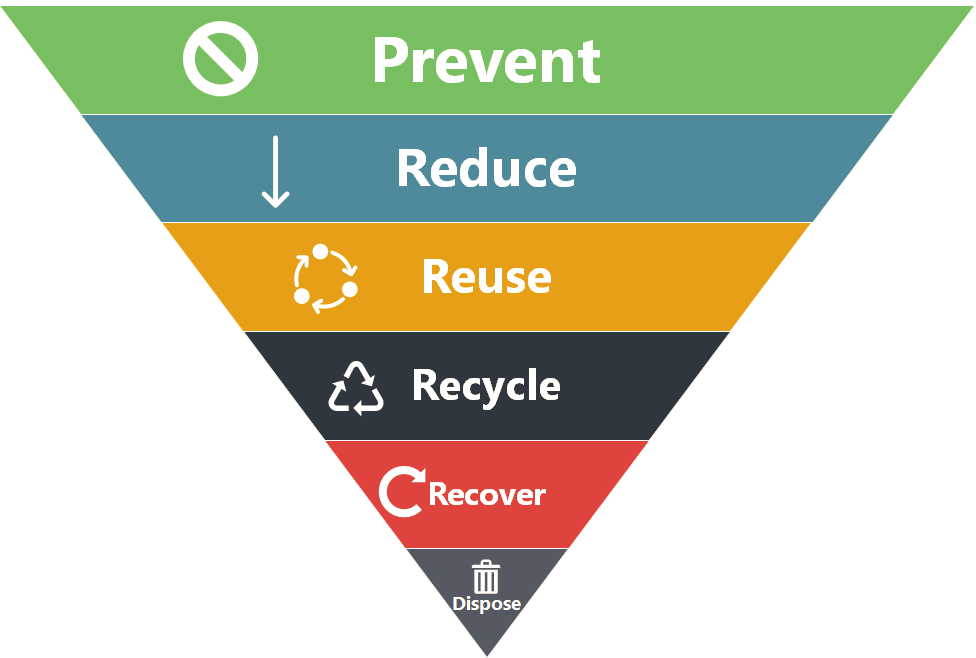 Prevent
Reduce
Reuse
Recycle
Recover
Dispose